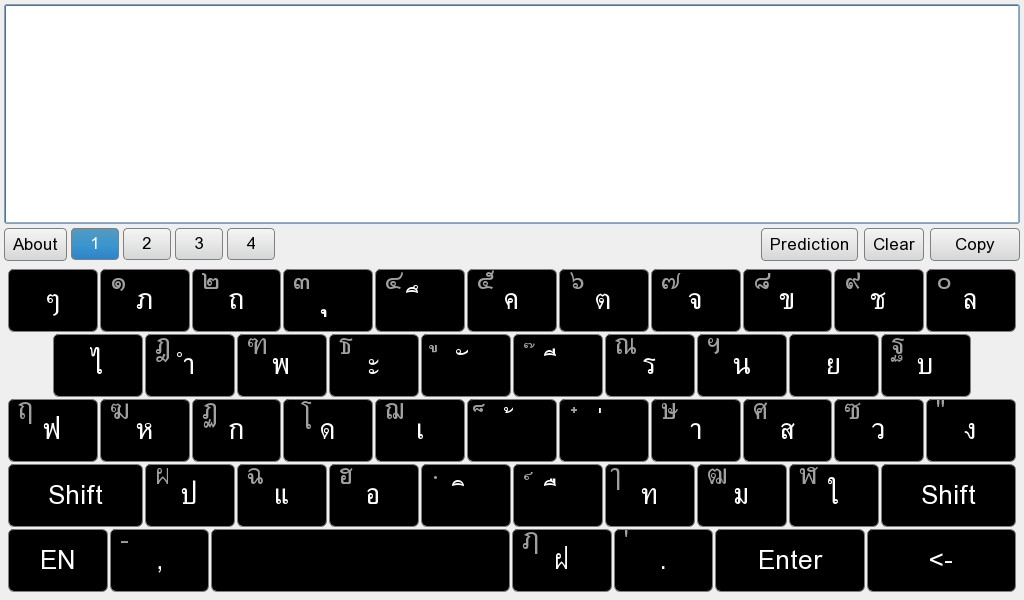 About 1 2 3 4 Prediction Clear Copy
ๆ ๑ ภ ๒ ถ ๓ ุ ๔ ึ ๕ ค ๖ ต ๗ จ ๘ ข ๙ ช ๐ ล
ไ ฎ ำ ฑ พ ธ ะ ู ั ๊ ี ณ ร ฯ น ย ฐ บ
ฤ ฟ ฆ ห ฏ ก โ ด ฌ เ ็ ้ ๋ ่ ษ า ศ ส ซ ว " ง
Shift ผ ป ฉ แ ฮ อ ฺ ิ ์ ื ๅ ท ฒ ม ฬ ใ Shift
EN - , ฦ ฝ ' . Enter <-